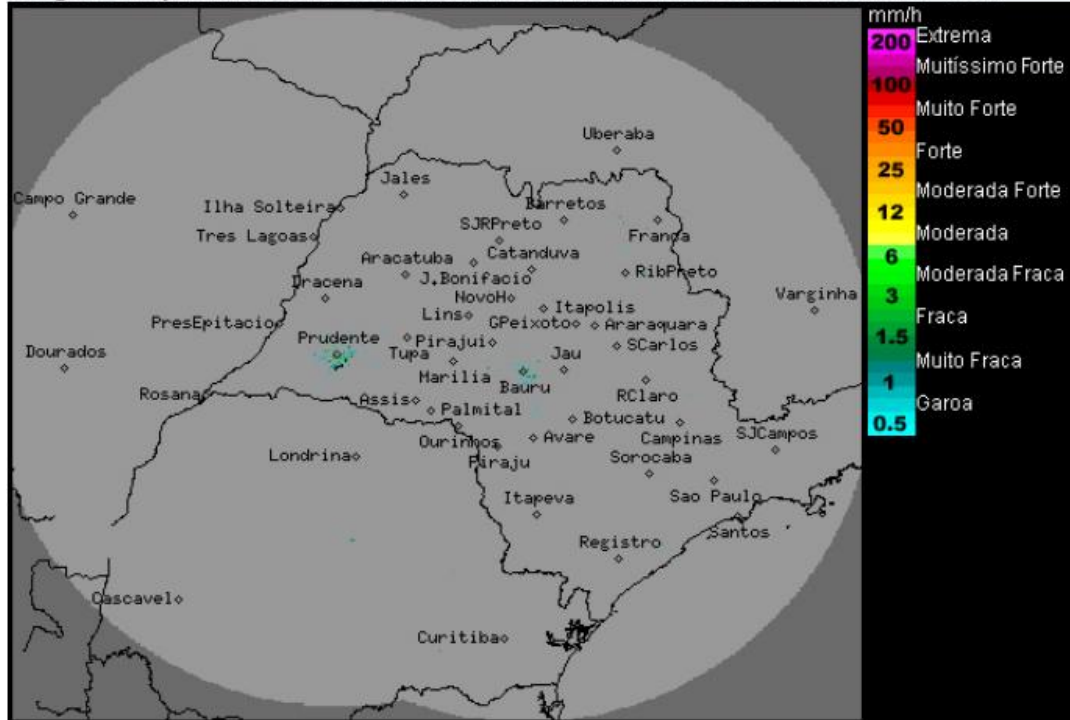 mm/h
200 Extrema
Muitíssimo Forte
100
Muito Forte
50
Forte
25
Moderada Forte
12
Moderada
6
Moderada Fraca
3
Fraca
1.5
Muito Fraca
1
Garoa
0.5
Uberaba
Jales
Campo Grande
Ilha Solteira
Barretos
SJRPreto
Franca
Tres Lagoas
Aracatuba
Catanduva
J.Bonifacio
RibPreto
Dracena
NovoH
Varginha
Itapolis
Lins
PresEpitacio
GPeixoto
Araraquara
Prudente
Pirajui
SCarlos
Dourados
Tupa
Jau
Marilia
Bauru
Rosana
Assis
RClaro
Palmital
Botucatu
Ourinhos
Avare
Campinas
SJCampos
Londrina
Piraju
Sorocaba
Itapeva
Sao Paulo
Santos
Registro
Cascavel
Curitiba